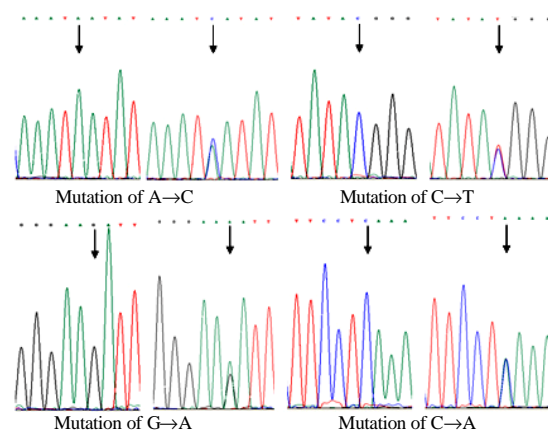 Mutation of A→C
Mutation of C→T
Mutation of G→A
Mutation of C→A